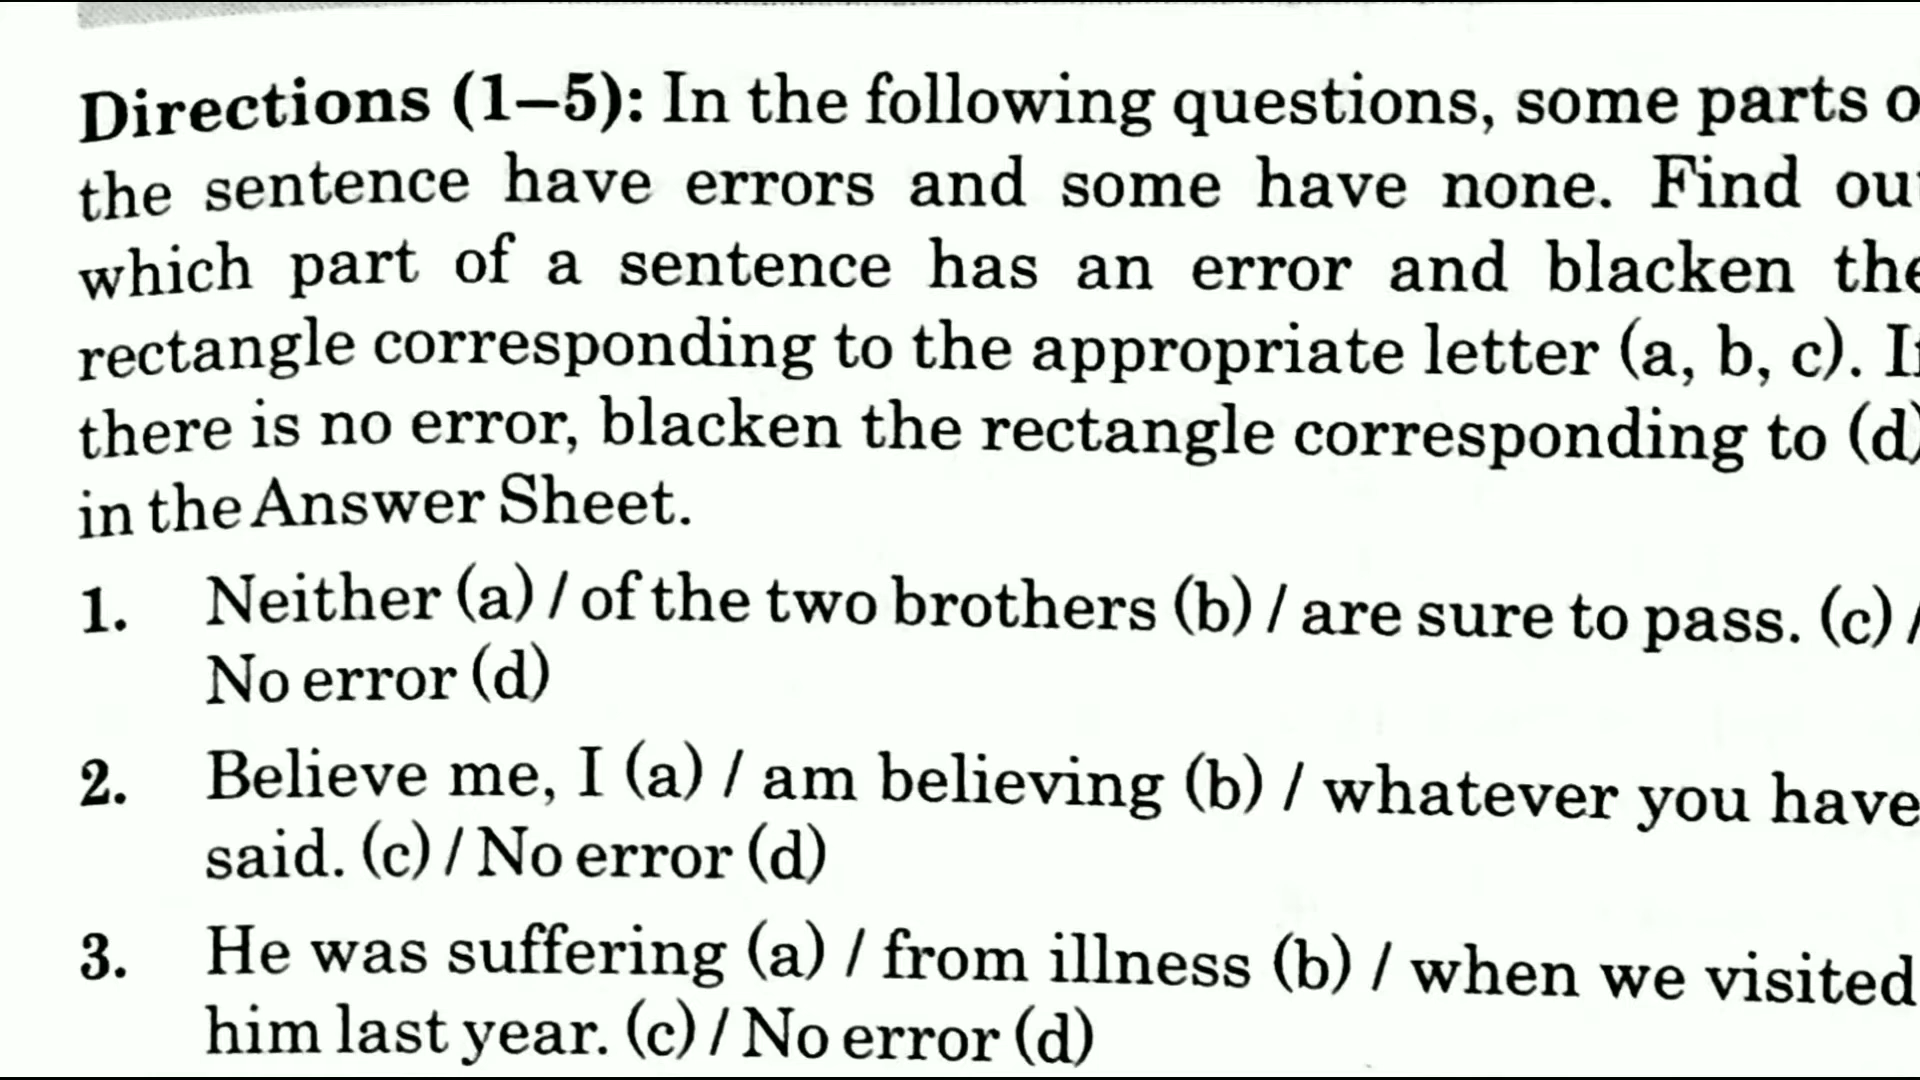 Directions (1–5): In the following questions, some parts o
the sentence have errors and some have none. Find ou
which part of a sentence has an error and blacken the
rectangle corresponding to the appropriate letter (a, b, c). I
there is no error, blacken the rectangle corresponding to (d)
in the Answer Sheet.
1. Neither (a) / of the two brothers (b) / are sure to pass. (c) /
No error (d)
2. Believe me, I (a) / am believing (b) / whatever you have
said. (c) / No error (d)
3. He was suffering (a) / from illness (b) / when we visited
him last year. (c) / No error (d)